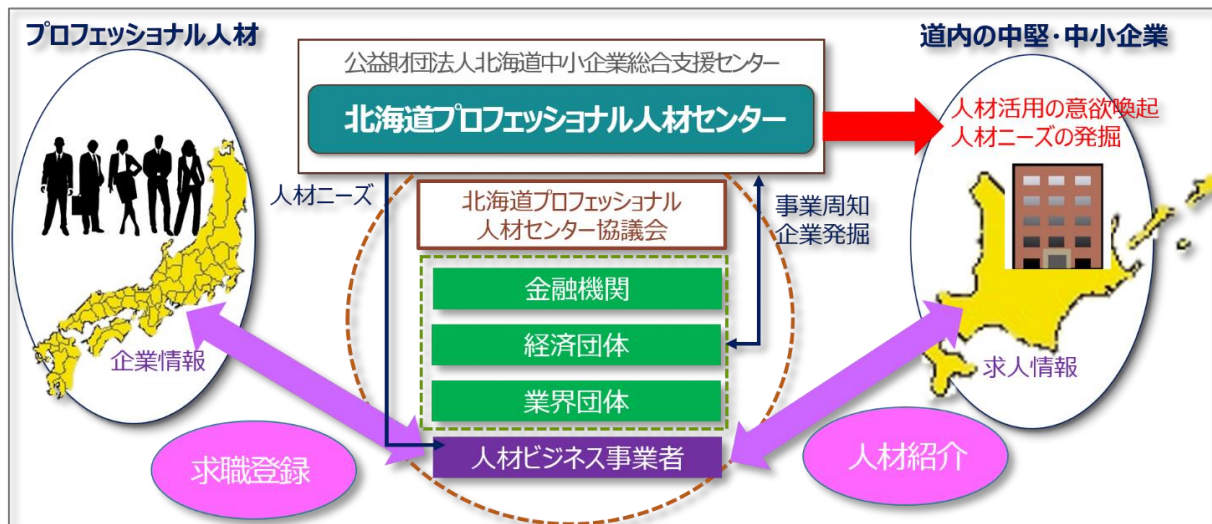 プロフェッショナル人材
公益財団法人北海道中小企業総合支援センター
北海道プロフェッショナル人材センター
道内の中堅・中小企業
人材活用の意欲喚起
人材ニーズの発掘
人材ニーズ
北海道プロフェッショナル
人材センター協議会
事業周知
企業発掘
金融機関
経済団体
業界団体
人材ビジネス事業者
企業情報
求人情報
求職登録
人材紹介